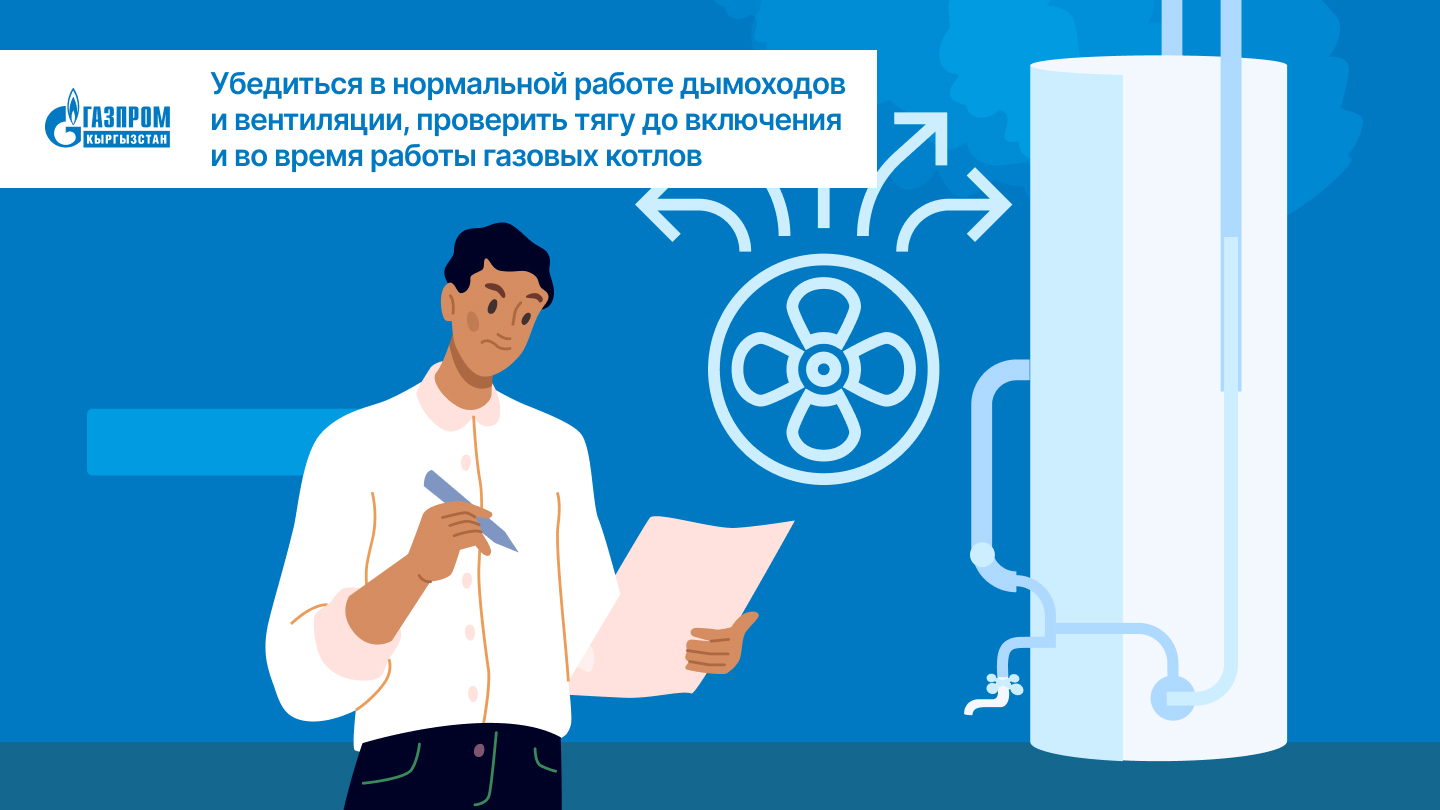 ГАЗПРОМ
КЫРГЫЗСТАН
Убедиться в нормальной работе дымоходов
и вентиляции, проверить тягу до включения
и во время работы газовых котлов